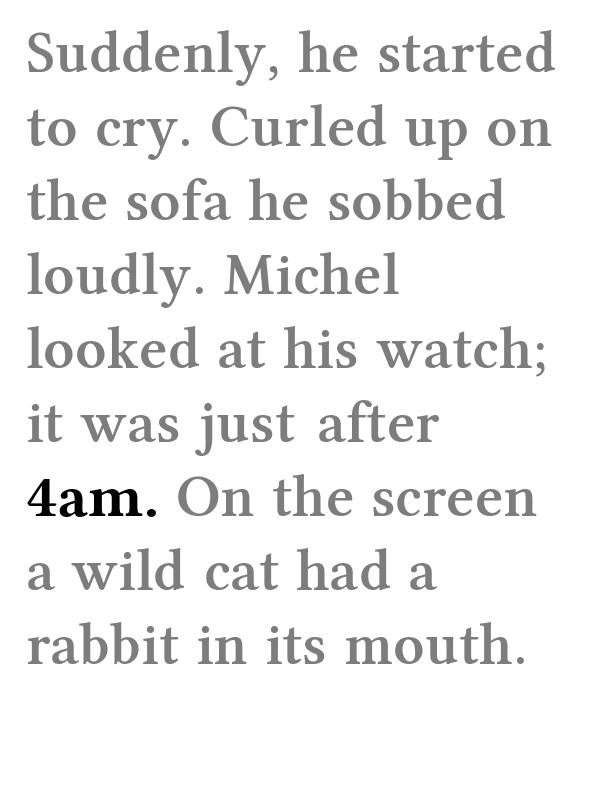 Suddenly, he started
to cry. Curled up on
the sofa he sobbed
loudly. Michel
looked at his watch;
it was just after
4am. On the screen
a wild cat had a
rabbit in its mouth.